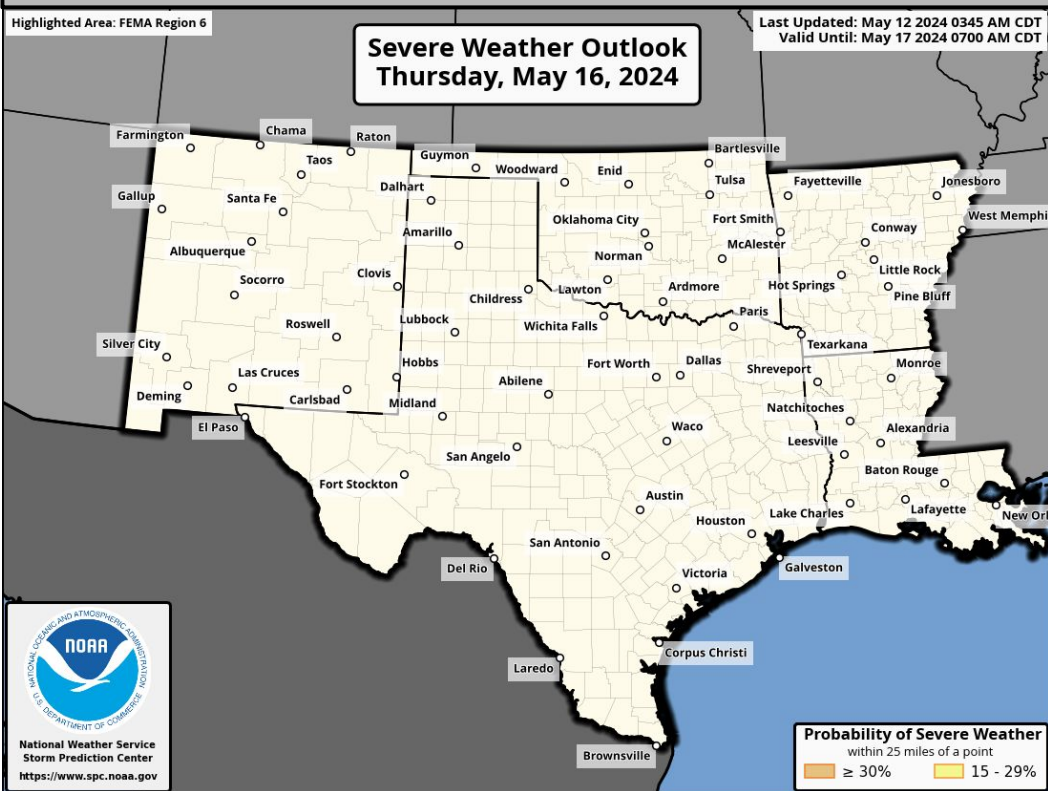 Highlighted Area: FEMA Region 6
Last Updated: May 12 2024 0345 AM CDT
Valid Until: May 17 2024 0700 AM CDT
Severe Weather Outlook
Thursday, May 16, 2024
Farmington
Chama
Raton
Taos
Guymon
Woodward
Enid
Bartlesville
Gallup
Santa Fe
Dalhart
Tulsa
Fayetteville
Jonesboro
Albuquerque
Amarillo
Oklahoma City
Fort Smith
Conway
West Memphi
Norman
McAlester
Socorro
Clovis
Childress
Lawton
Ardmore
Hot Springs
Little Rock
Pine Bluff
Roswell
Lubbock
Wichita Falls
Paris
Texarkana
Silver City
Las Cruces
Hobbs
Abilene
Fort Worth
Dallas
Shreveport
Monroe
Deming
Carlsbad
Midland
Natchitoches
El Paso
San Angelo
Waco
Leesville
Alexandria
Fort Stockton
Austin
Baton Rouge
Houston
Lake Charles
Lafayette
New Orl
Del Rio
San Antonio
Victoria
Galveston
Laredo
Corpus Christi
Brownsville
NATIONAL OCEANIC AND ATMOSPHERIC ADMINISTRATION
NOAA
U.S. DEPARTMENT OF COMMERCE
National Weather Service
Storm Prediction Center
https://www.spc.noaa.gov
Probability of Severe Weather
within 25 miles of a point
≥ 30%
15 - 29%